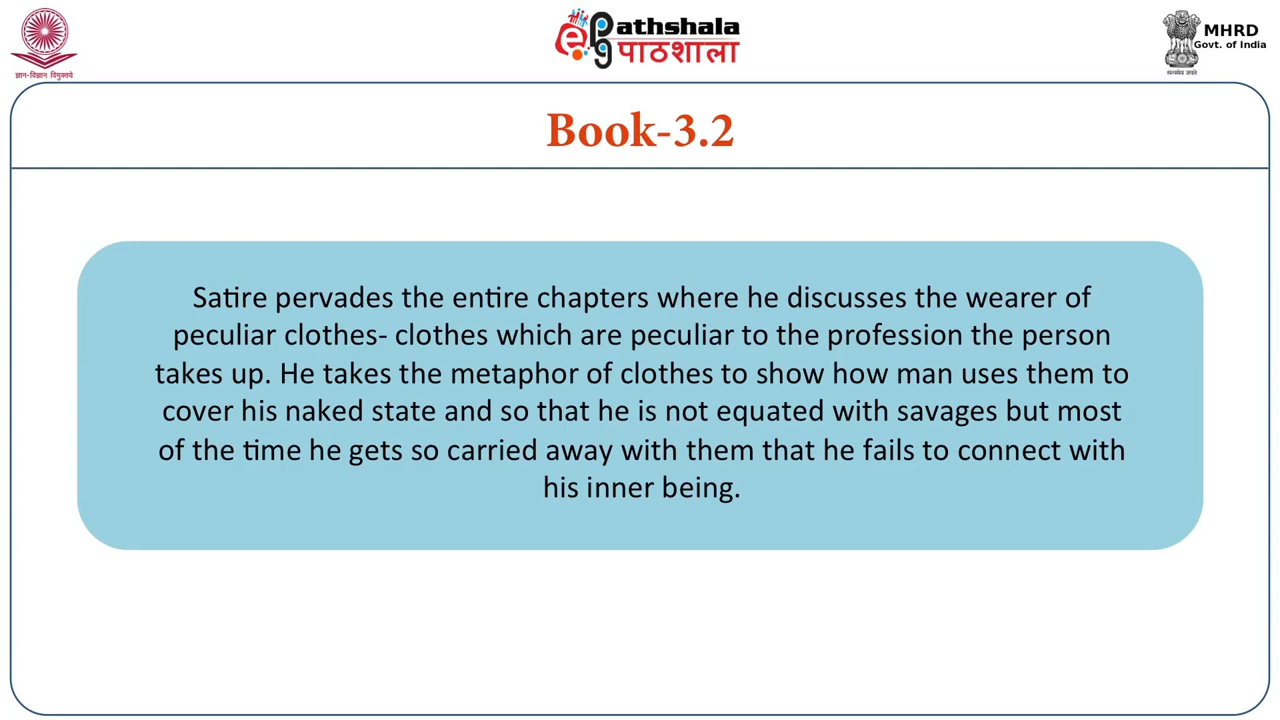 ज्ञान-विज्ञान विमुक्तये
ePathshala
पाठशाला
MHRD
Govt. of India
सत्यमेव जयते
Book-3.2
Satire pervades the entire chapters where he discusses the wearer of
peculiar clothes- clothes which are peculiar to the profession the person
takes up. He takes the metaphor of clothes to show how man uses them to
cover his naked state and so that he is not equated with savages but most
of the time he gets so carried away with them that he fails to connect with
his inner being.